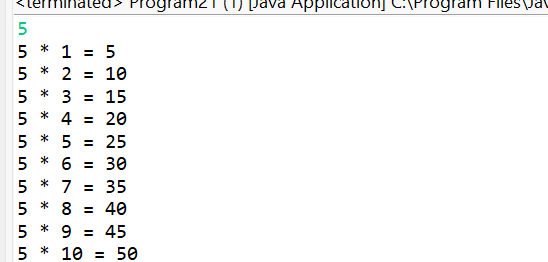 <terminated> Program21 (1) [Java Application] C:\Program Files\Jav
5
5 * 1 = 5
5 * 2 = 10
5 * 3 = 15
5 * 4 = 20
5 * 5 = 25
5 * 6 = 30
5 * 7 = 35
5 * 8 = 40
5 * 9 = 45
5 * 10 = 50